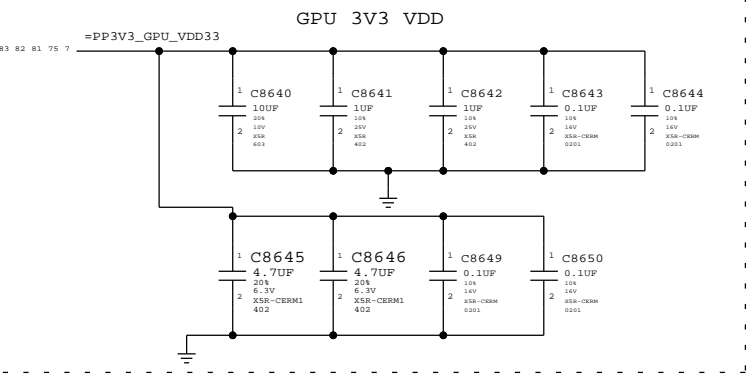 GPU 3V3 VDD
=PP3V3_GPU_VDD33
83 82 81 75 7
1 C8640
10UF
20%
10V
2 X5R
603
1 C8641
1UF
10%
25V
2 X5R
402
1 C8642
1UF
10%
25V
2 X5R
402
1 C8643
0.1UF
10%
16V
2 X5R-CERM
0201
1 C8644
0.1UF
10%
16V
2 X5R-CERM
0201
1 C8645
4.7UF
20%
6.3V
2 X5R-CERM1
402
1 C8646
4.7UF
20%
6.3V
2 X5R-CERM1
402
1 C8649
0.1UF
10%
16V
2 X5R-CERM
0201
1 C8650
0.1UF
10%
16V
2 X5R-CERM
0201